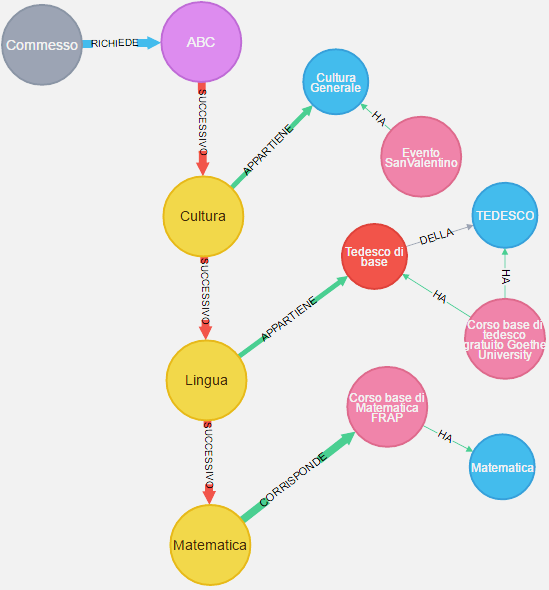 Commesso
RICHIEDE
ABC
SUCCESSIVO
Cultura
Generale
APPARTIENE
HA
Evento
SanValentino
Cultura
SUCCESSIVO
Tedesco di
base
DELLA
TEDESCO
APPARTIENE
HA
HA
Corso base di
tedesco
gratuito Goethe
University
Lingua
SUCCESSIVO
Corso base di
Matematica
FRAP
HA
Matematica
CORRISPONDE
Matematica